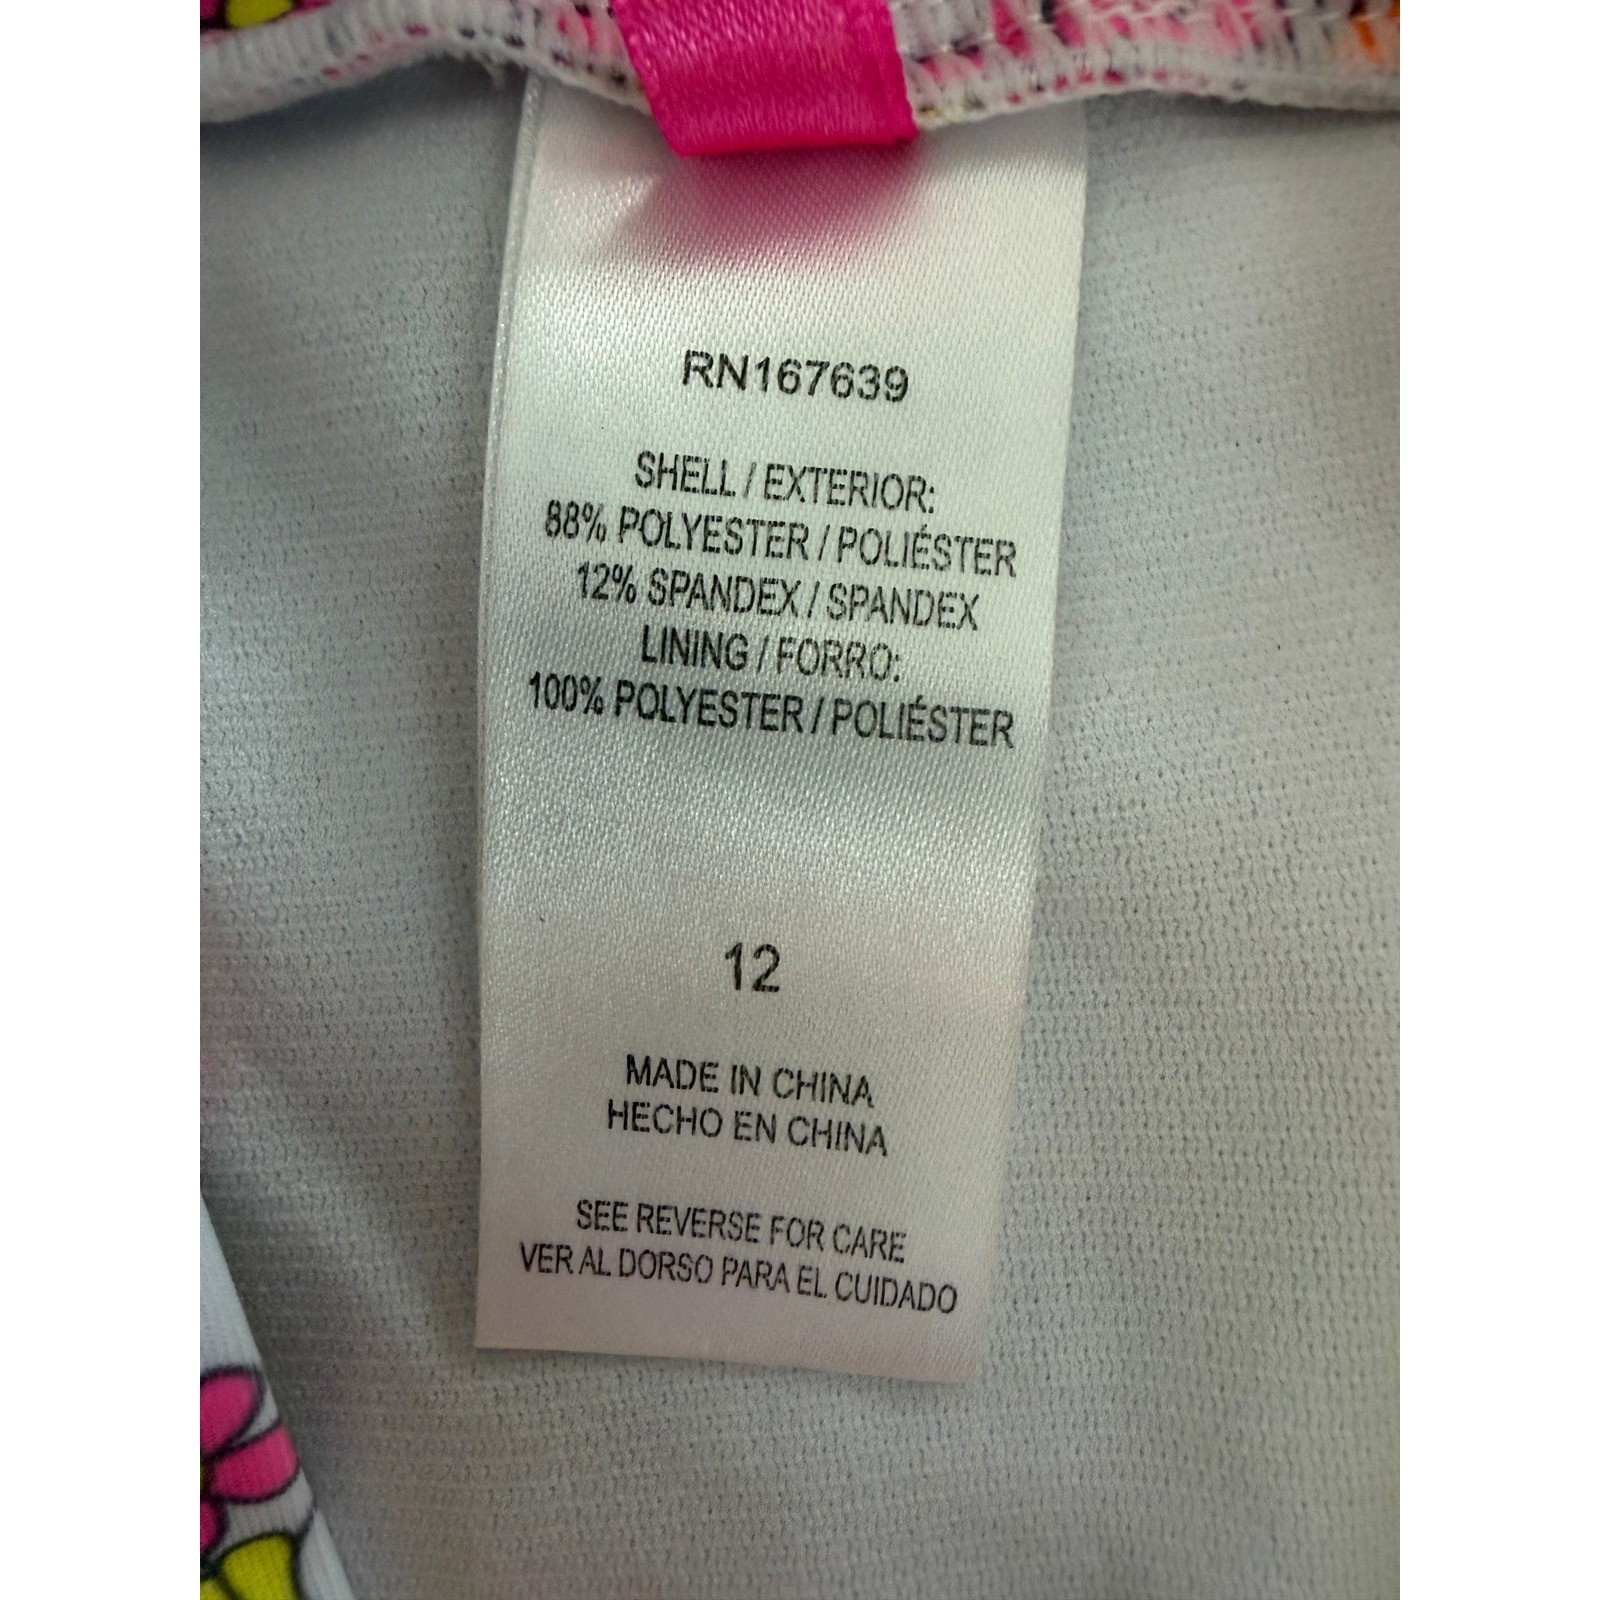 RN167639
SHELL / EXTERIOR:
88% POLYESTER / POLIÉSTER
12% SPANDEX / SPANDEX
LINING / FORRO:
100% POLYESTER / POLIÉSTER
12
MADE IN CHINA
HECHO EN CHINA
SEE REVERSE FOR CARE
VER AL DORSO PARA EL CUIDADO